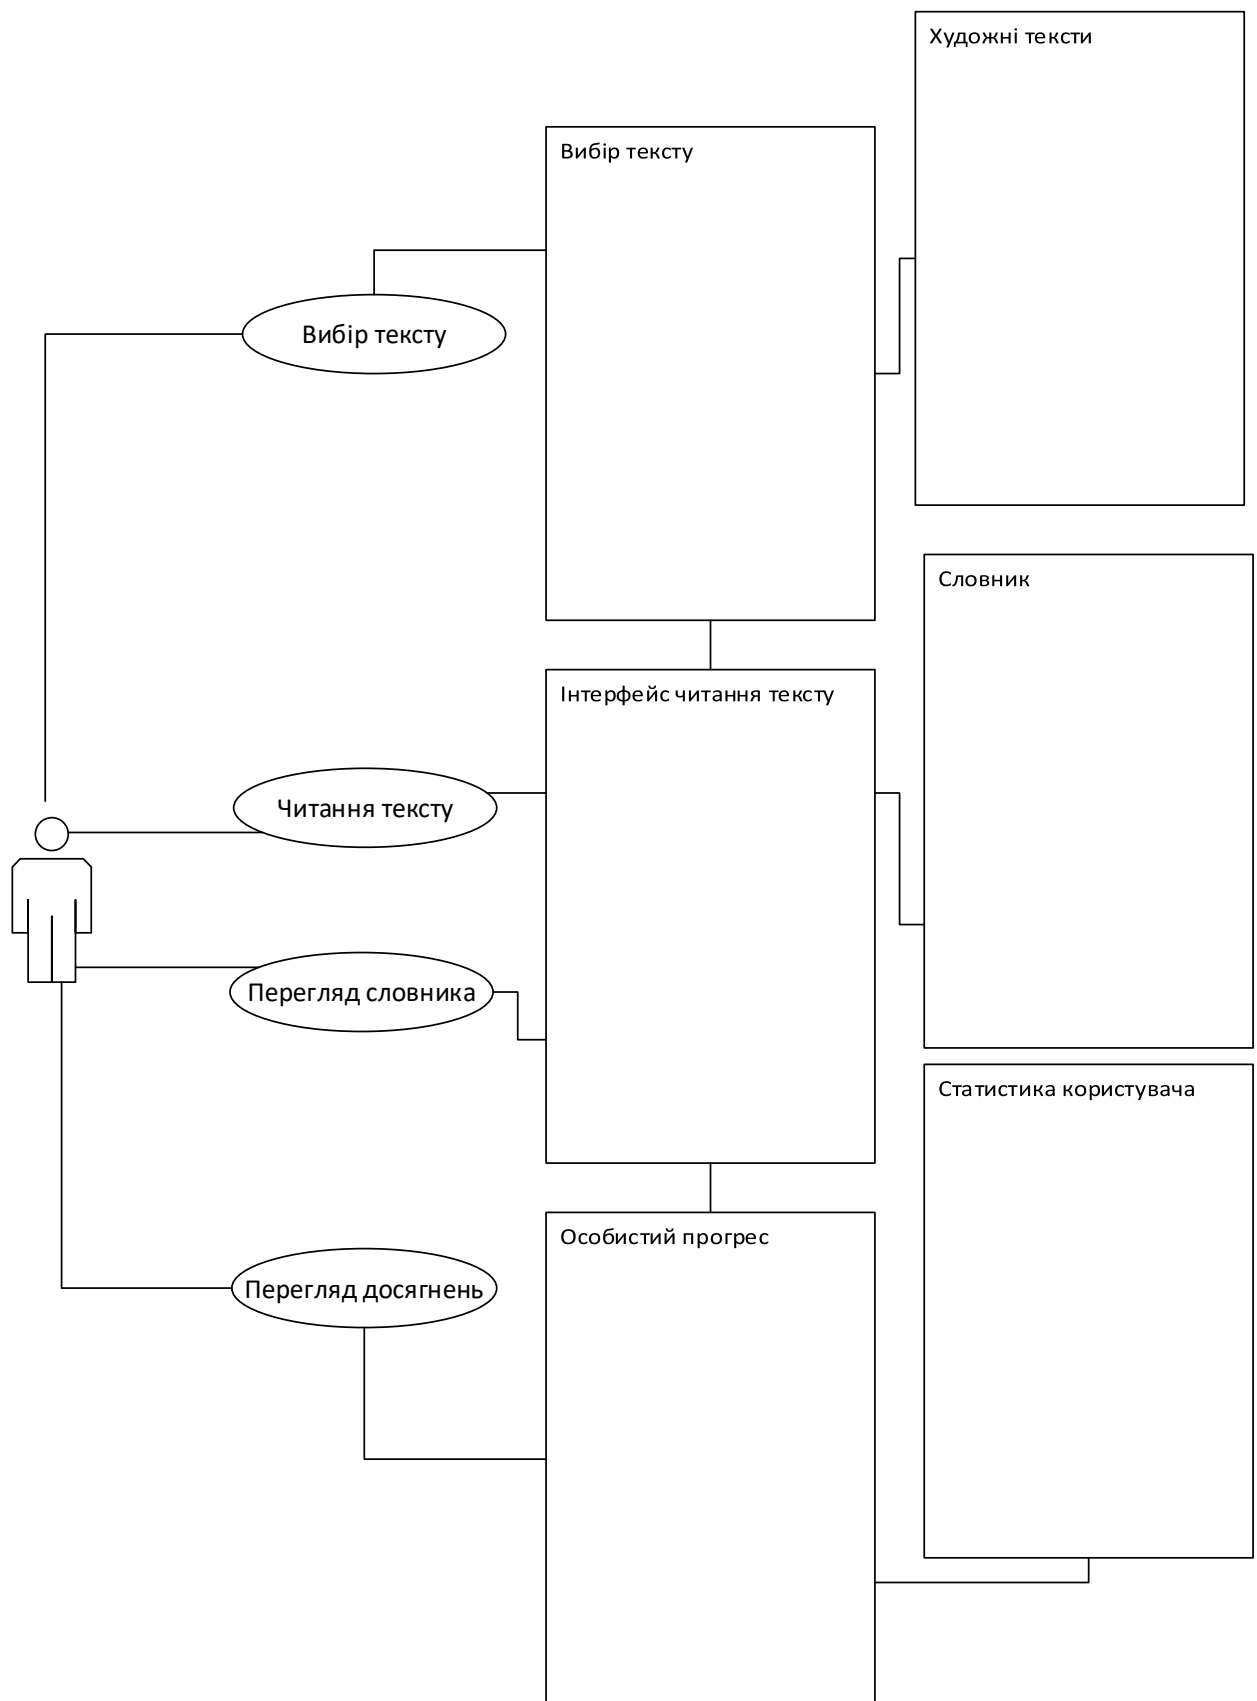 Художні тексти
Вибір тексту
Вибір тексту
Словник
Інтерфейс читання тексту
Читання тексту
Перегляд словника
Статистика користувача
Особистий прогрес
Перегляд досягнень